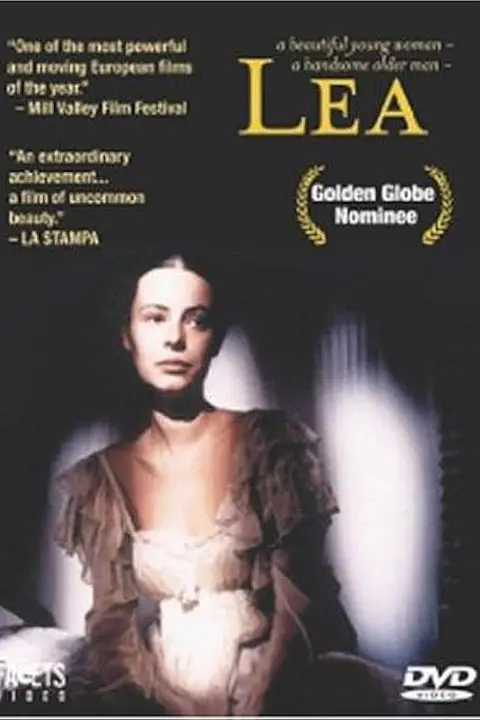 "One of the most powerful
and moving European films
of the year."
– Mill Valley Film Festival
"An extraordinary
achievement...
a film of uncommon
beauty."
– LA STAMPA
a beautiful young woman –
a handsome older man –
LEA
Golden Globe
Nominee
FACETS
VIDEO
DVD
VIDEO